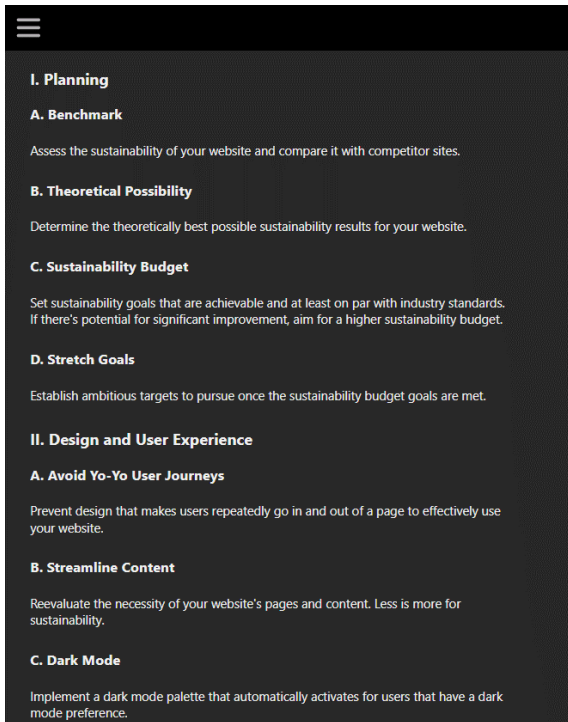 I. Planning
A. Benchmark
Assess the sustainability of your website and compare it with competitor sites.
B. Theoretical Possibility
Determine the theoretically best possible sustainability results for your website.
C. Sustainability Budget
Set sustainability goals that are achievable and at least on par with industry standards.
If there's potential for significant improvement, aim for a higher sustainability budget.
D. Stretch Goals
Establish ambitious targets to pursue once the sustainability budget goals are met.
II. Design and User Experience
A. Avoid Yo-Yo User Journeys
Prevent design that makes users repeatedly go in and out of a page to effectively use
your website.
B. Streamline Content
Reevaluate the necessity of your website's pages and content. Less is more for
sustainability.
C. Dark Mode
Implement a dark mode palette that automatically activates for users that have a dark
mode preference.